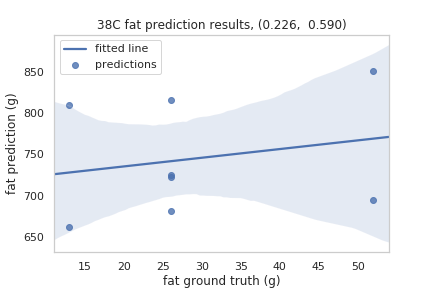 38C fat prediction results, (0.226,  0.590)
fitted line
predictions
fat prediction (g)
850
800
750
700
650
15 20 25 30 35 40 45 50
fat ground truth (g)